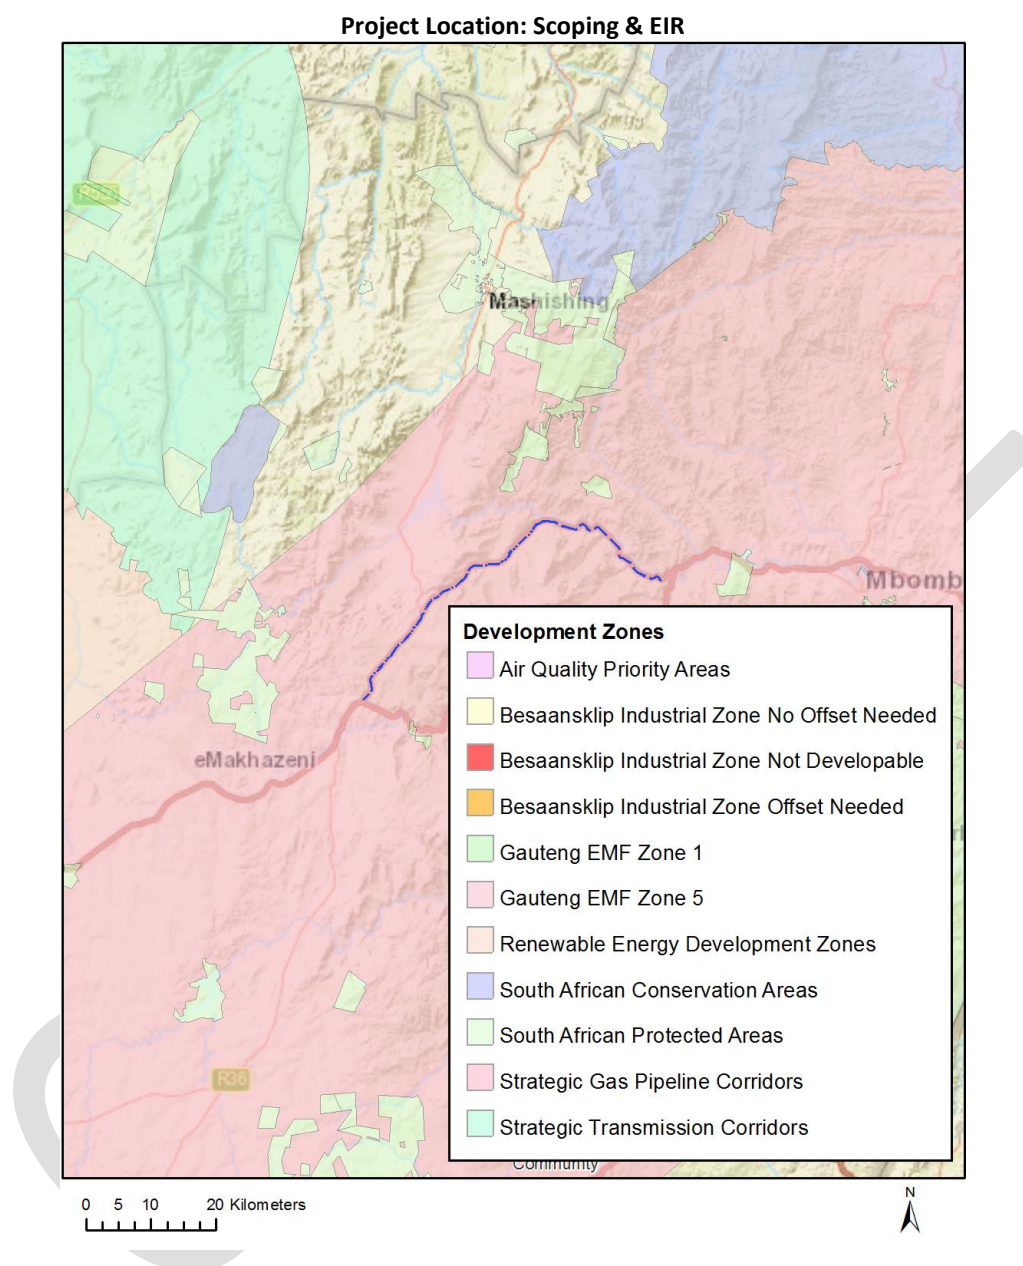 Project Location: Scoping & EIR
Mashishing
Mbomb
eMakhazeni
R36
Community
Development Zones
Air Quality Priority Areas
Besaansklip Industrial Zone No Offset Needed
Besaansklip Industrial Zone Not Developable
Besaansklip Industrial Zone Offset Needed
Gauteng EMF Zone 1
Gauteng EMF Zone 5
Renewable Energy Development Zones
South African Conservation Areas
South African Protected Areas
Strategic Gas Pipeline Corridors
Strategic Transmission Corridors
0 5 10 20 Kilometers
N